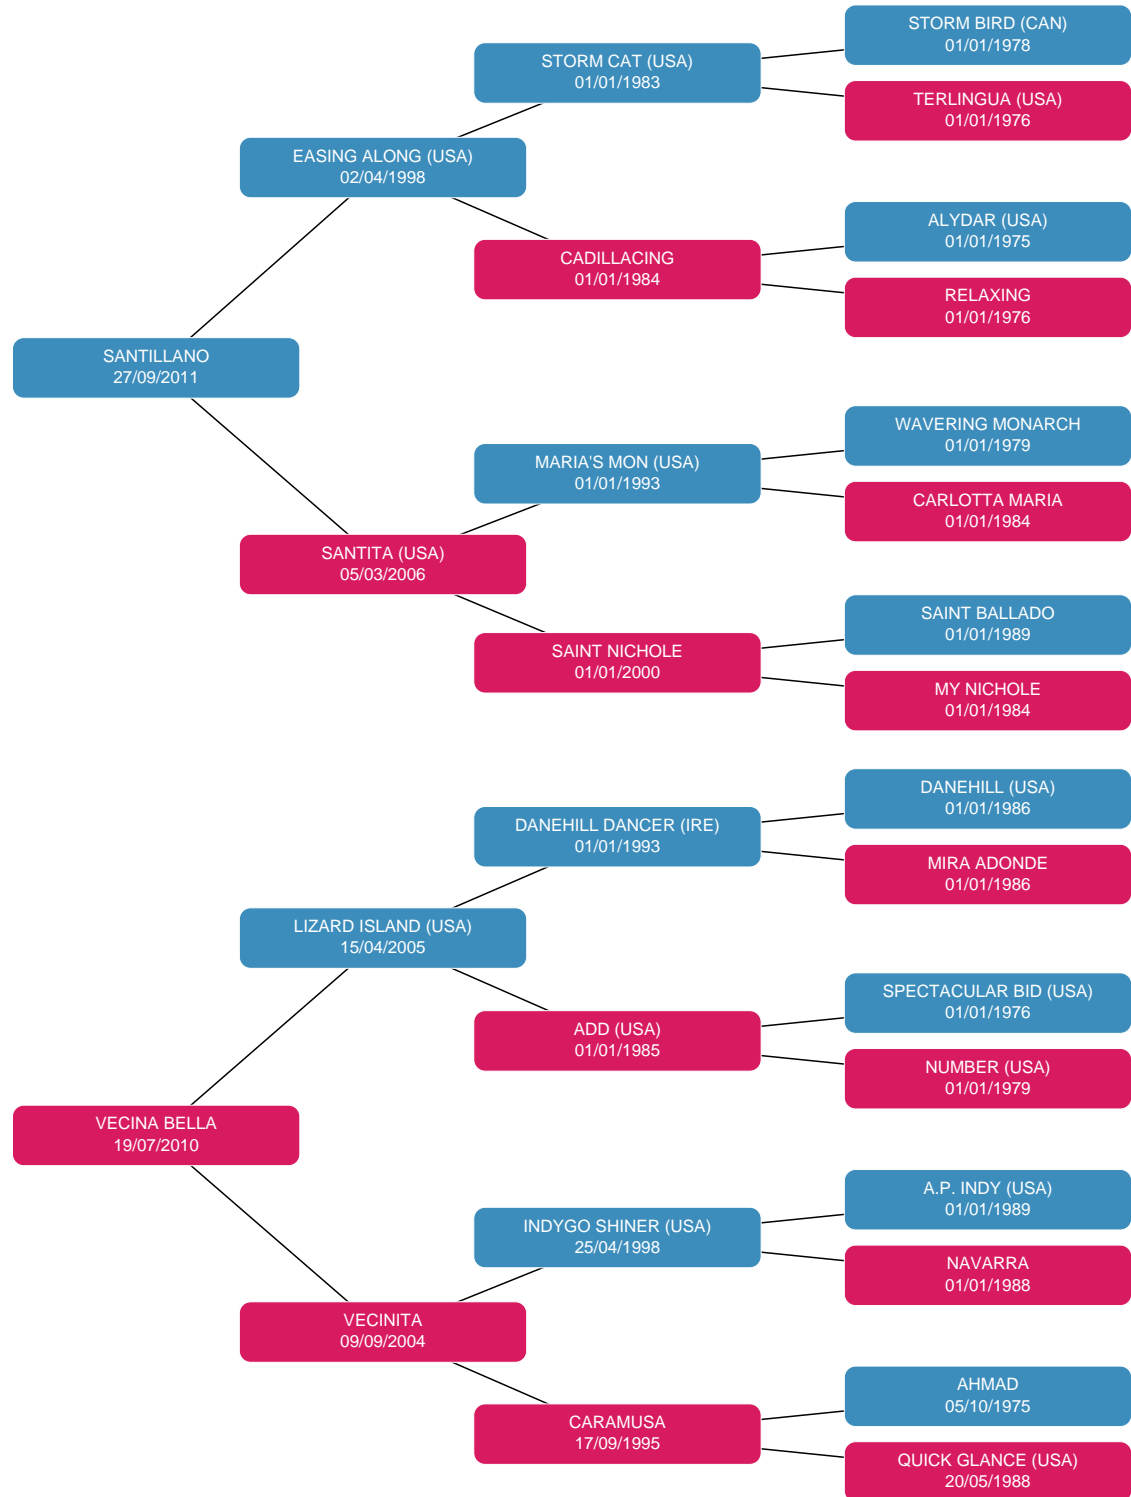 STORM BIRD (CAN)
01/01/1978
STORM CAT (USA)
01/01/1983
TERLINGUA (USA)
01/01/1976
EASING ALONG (USA)
02/04/1998
ALYDAR (USA)
01/01/1975
CADILLACING
01/01/1984
RELAXING
01/01/1976
SANTILLANO
27/09/2011
WAVERING MONARCH
01/01/1979
MARIA'S MON (USA)
01/01/1993
CARLOTTA MARIA
01/01/1984
SANTITA (USA)
05/03/2006
SAINT BALLADO
01/01/1989
SAINT NICHOLE
01/01/2000
MY NICHOLE
01/01/1984
DANEHILL (USA)
01/01/1986
DANEHILL DANCER (IRE)
01/01/1993
MIRA ADONDE
01/01/1986
LIZARD ISLAND (USA)
15/04/2005
SPECTACULAR BID (USA)
01/01/1976
ADD (USA)
01/01/1985
NUMBER (USA)
01/01/1979
VECINA BELLA
19/07/2010
A.P. INDY (USA)
01/01/1989
INDYGO SHINER (USA)
25/04/1998
NAVARRA
01/01/1988
VECINITA
09/09/2004
AHMAD
05/10/1975
CARAMUSA
17/09/1995
QUICK GLANCE (USA)
20/05/1988